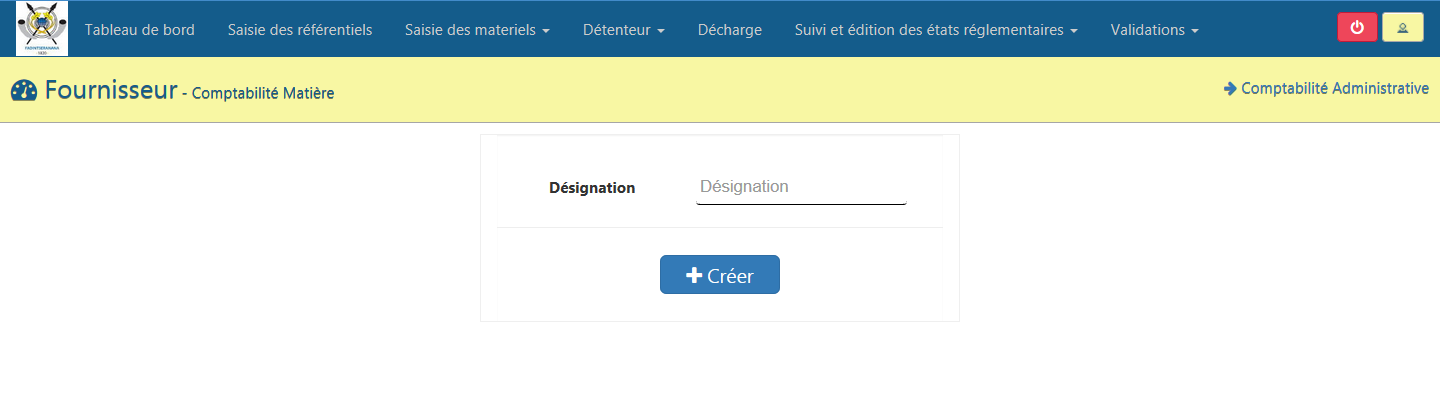 Tableau de bord Saisie des référentiels Saisie des materiels Détenteur Décharge Suivi et édition des états réglementaires Validations
Fournisseur - Comptabilité Matière
Comptabilité Administrative
Désignation Désignation
Créer